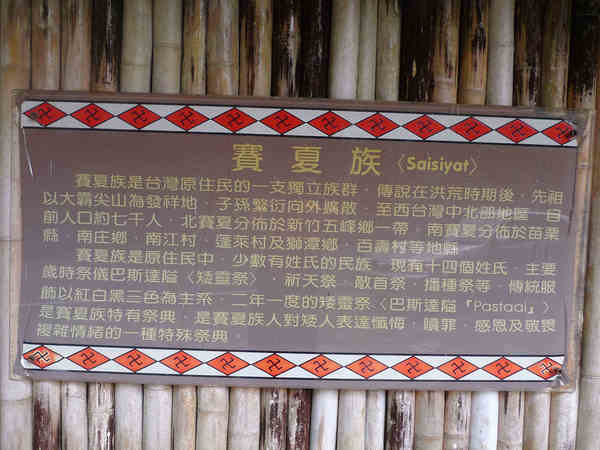 賽夏族〈Saisiyat〉
賽夏族是台灣原住民的一支獨立族群，傳說在洪荒時期後，先祖
以大霸尖山為發祥地，子孫繁衍向外擴散，至西台灣中北部地區，目
前人口約七千人，北賽夏分佈於新竹五峰鄉一帶，南賽夏分佈於苗栗
縣，南庄鄉，南江村，蓬萊村及獅潭鄉，百壽村等地縣。
賽夏族是原住民中，少數有姓氏的民族，現有十四個姓氏，主要
歲時祭儀巴斯達隘〈矮靈祭〉，祈天祭，敵首祭，播種祭等，傳統服
飾以紅白黑三色為主系，二年一度的矮靈祭〈巴斯達隘『Pastaai』〉
是賽夏族特有祭典，是賽夏族人對矮人表達懺悔，贖罪，感恩及敬畏
複雜情緒的一種特殊祭典。